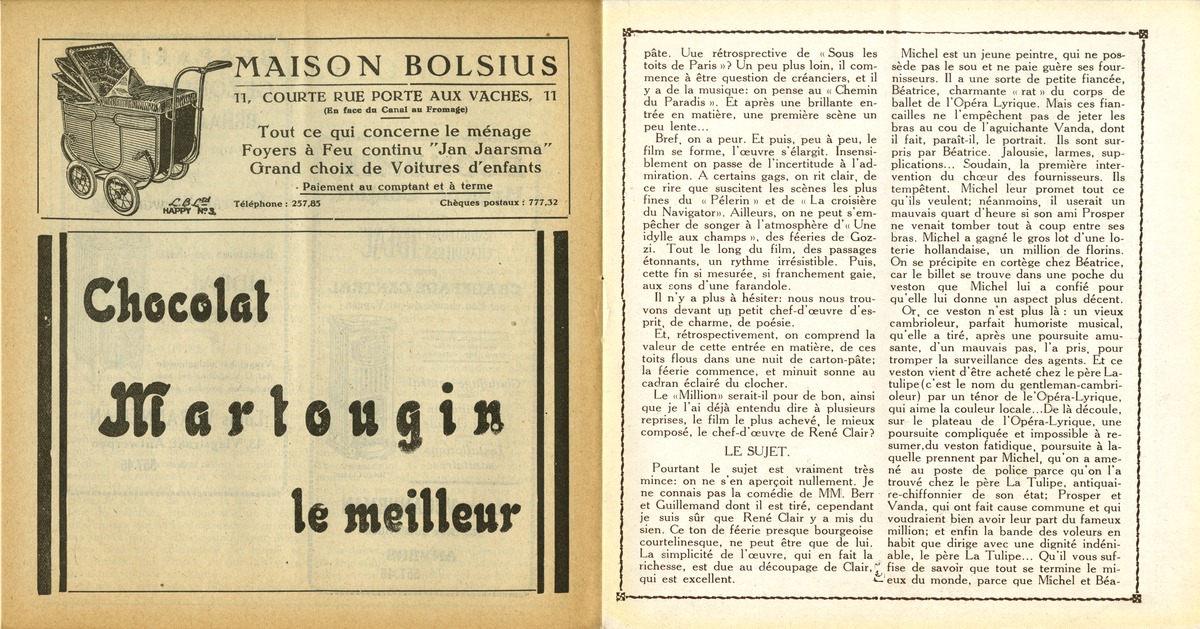 MAISON BOLSIUS
11, COURTE RUE PORTE AUX VACHES, 11
(En face du Canal au Fromage)
Tout ce qui concerne le ménage
Foyers à Feu continu "Jan Jaarsma"
Grand choix de Voitures d'enfants
Paiement au comptant et à terme
Téléphone : 257,85 Chèques postaux : 777,32
L.B. Ltd
HAPPY No 3.
Chocolat
Martougin
le meilleur
pâte. Uue rétrospective de « Sous les
toits de Paris »? Un peu plus loin, il com-
mence à être question de créanciers, et il
y a de la musique: on pense au « Chemin
du Paradis ». Et après une brillante en-
trée en matière, une première scène un
peu lente...
Bref, on a peur. Et puis, peu à peu, le
film se forme, l'œuvre s'élargit. Insensi-
blement on passe de l'incertitude à l'ad-
miration. A certains gags, on rit clair, de
ce rire que suscitent les scènes les plus
fines du « Pélerin » et de « La croisière
du Navigator». Ailleurs, on ne peut s'em-
pêcher de songer à l'atmosphère d'« Une
idylle aux champs », des féeries de Goz-
zi. Tout le long du film, des passages
étonnants, un rythme irrésistible. Puis,
cette fin si mesurée, si franchement gaie,
aux sons d'une farandole.
Il n'y a plus à hésiter: nous nous trou-
vons devant un petit chef-d'œuvre d'es-
prit, de charme, de poésie.
Et, rétrospectivement, on comprend la
valeur de cette entrée en matière, de ces
toits flous dans une nuit de carton-pâte;
la féerie commence, et minuit sonne au
cadran éclairé du clocher.
Le «Million» serait-il pour de bon, ainsi
que je l'ai déjà entendu dire à plusieurs
reprises, le film le plus achevé, le mieux
composé, le chef-d'œuvre de René Clair?
LE SUJET.
Pourtant le sujet est vraiment très
mince: on ne s'en aperçoit nullement. Je
ne connais pas la comédie de MM. Berr
et Guillemand dont il est tiré, cependant
je suis sûr que René Clair y a mis du
sien. Ce ton de féerie presque bourgeoise
courtelinesque, ne peut être que de lui.
La simplicité de l'œuvre, qui en fait la
richesse, est due au découpage de Clair,
qui est excellent.
Michel est un jeune peintre, qui ne pos-
sède pas le sou et ne paie guère ses four-
nisseurs. Il a une sorte de petite fiancée,
Béatrice, charmante « rat » du corps de
ballet de l'Opéra Lyrique. Mais ces fian-
cailles ne l'empêchent pas de jeter les
bras au cou de l'aguichante Vanda, dont
il fait, paraît-il, le portrait. Ils sont sur-
pris par Béatrice. Jalousie, larmes, sup-
plications... Soudain, la première inter-
vention du chœur des fournisseurs. Ils
tempêtent. Michel leur promet tout ce
qu'ils veulent; néanmoins, il userait un
mauvais quart d'heure si son ami Prosper
ne venait tomber tout à coup entre ses
bras. Michel a gagné le gros lot d'une lo-
terie hollandaise, un million de florins.
On se précipite en cortège chez Béatrice,
car le billet se trouve dans une poche du
veston que Michel lui a confié pour
qu'elle lui donne un aspect plus décent.
Or, ce veston n'est plus là : un vieux
cambrioleur, parfait humoriste musical,
qu'elle a tiré, après une poursuite amu-
sante, d'un mauvais pas, l'a pris, pour
tromper la surveillance des agents. Et ce
veston vient d'être acheté chez le père La-
tulipe(c'est le nom du gentleman-cambri-
oleur) par un ténor de le'Opéra-Lyrique,
qui aime la couleur locale...De là découle,
sur le plateau de l'Opéra-Lyrique, une
poursuite compliquée et impossible à re-
sumer,du veston fatidique, poursuite à la-
quelle prennent par Michel, qu'on a ame-
né au poste de police parce qu'on l'a
trouvé chez le père La Tulipe, antiquai-
re-chiffonnier de son état; Prosper et
Vanda, qui ont fait cause commune et qui
voudraient bien avoir leur part du fameux
million; et enfin la bande des voleurs en
habit que dirige avec une dignité indéni-
able, le père La Tulipe... Qu'il vous suf-
fise de savoir que tout se termine le mi-
eux du monde, parce que Michel et Béa-